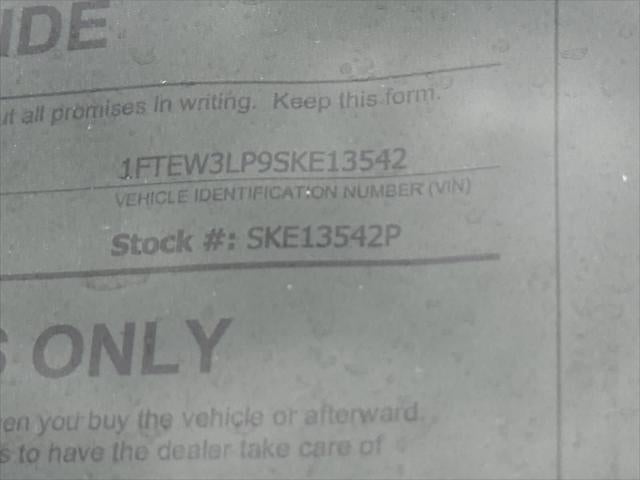 IDE
ut all promises in writing. Keep this form.
1FTEW3LP9SKE13542
VEHICLE IDENTIFICATION NUMBER (VIN)
Stock #: SKE13542P
S ONLY
en you buy the vehicle or afterward.
s to have the dealer take care of